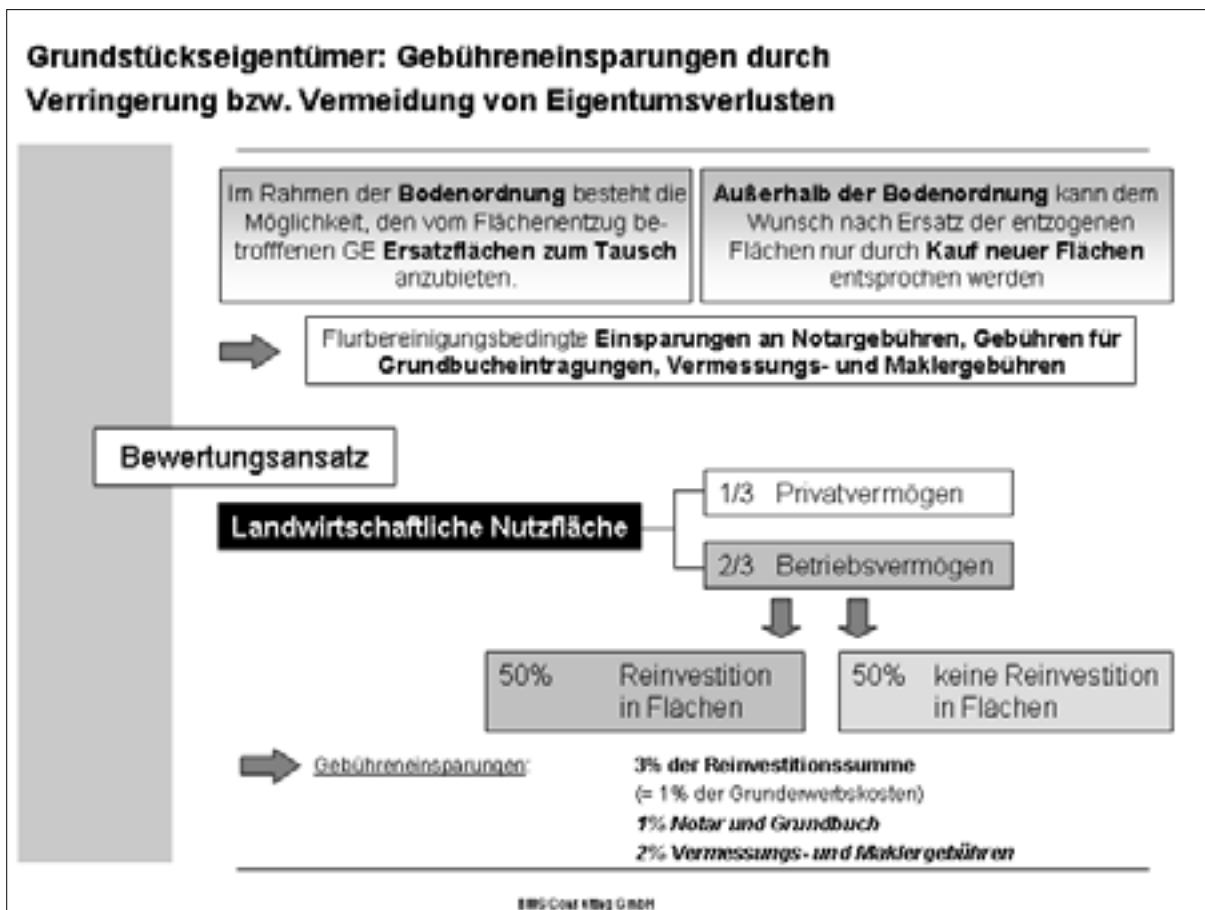 Grundstückseigentümer: Gebühreneinsparungen durch
Verringerung bzw. Vermeidung von Eigentumsverlusten
Im Rahmen der Bodenordnung besteht die
Möglichkeit, den vom Flächenentzug be-
troffenen GE Ersatzflächen zum Tausch
anzubieten.
Außerhalb der Bodenordnung kann dem
Wunsch nach Ersatz der entzogenen
Flächen nur durch Kauf neuer Flächen
entsprochen werden
Flurbereinigungsbedingte Einsparungen an Notargebühren, Gebühren für
Grundbucheintragungen, Vermessungs- und Maklergebühren
Bewertungsansatz
Landwirtschaftliche Nutzfläche
1/3 Privatvermögen
2/3 Betriebsvermögen
50% Reinvestition
in Flächen
50% keine Reinvestition
in Flächen
Gebühreneinsparungen:
3% der Reinvestitionssumme
(= 1% der Grunderwerbskosten)
1% Notar und Grundbuch
2% Vermessungs- und Maklergebühren
Consulting GmbH